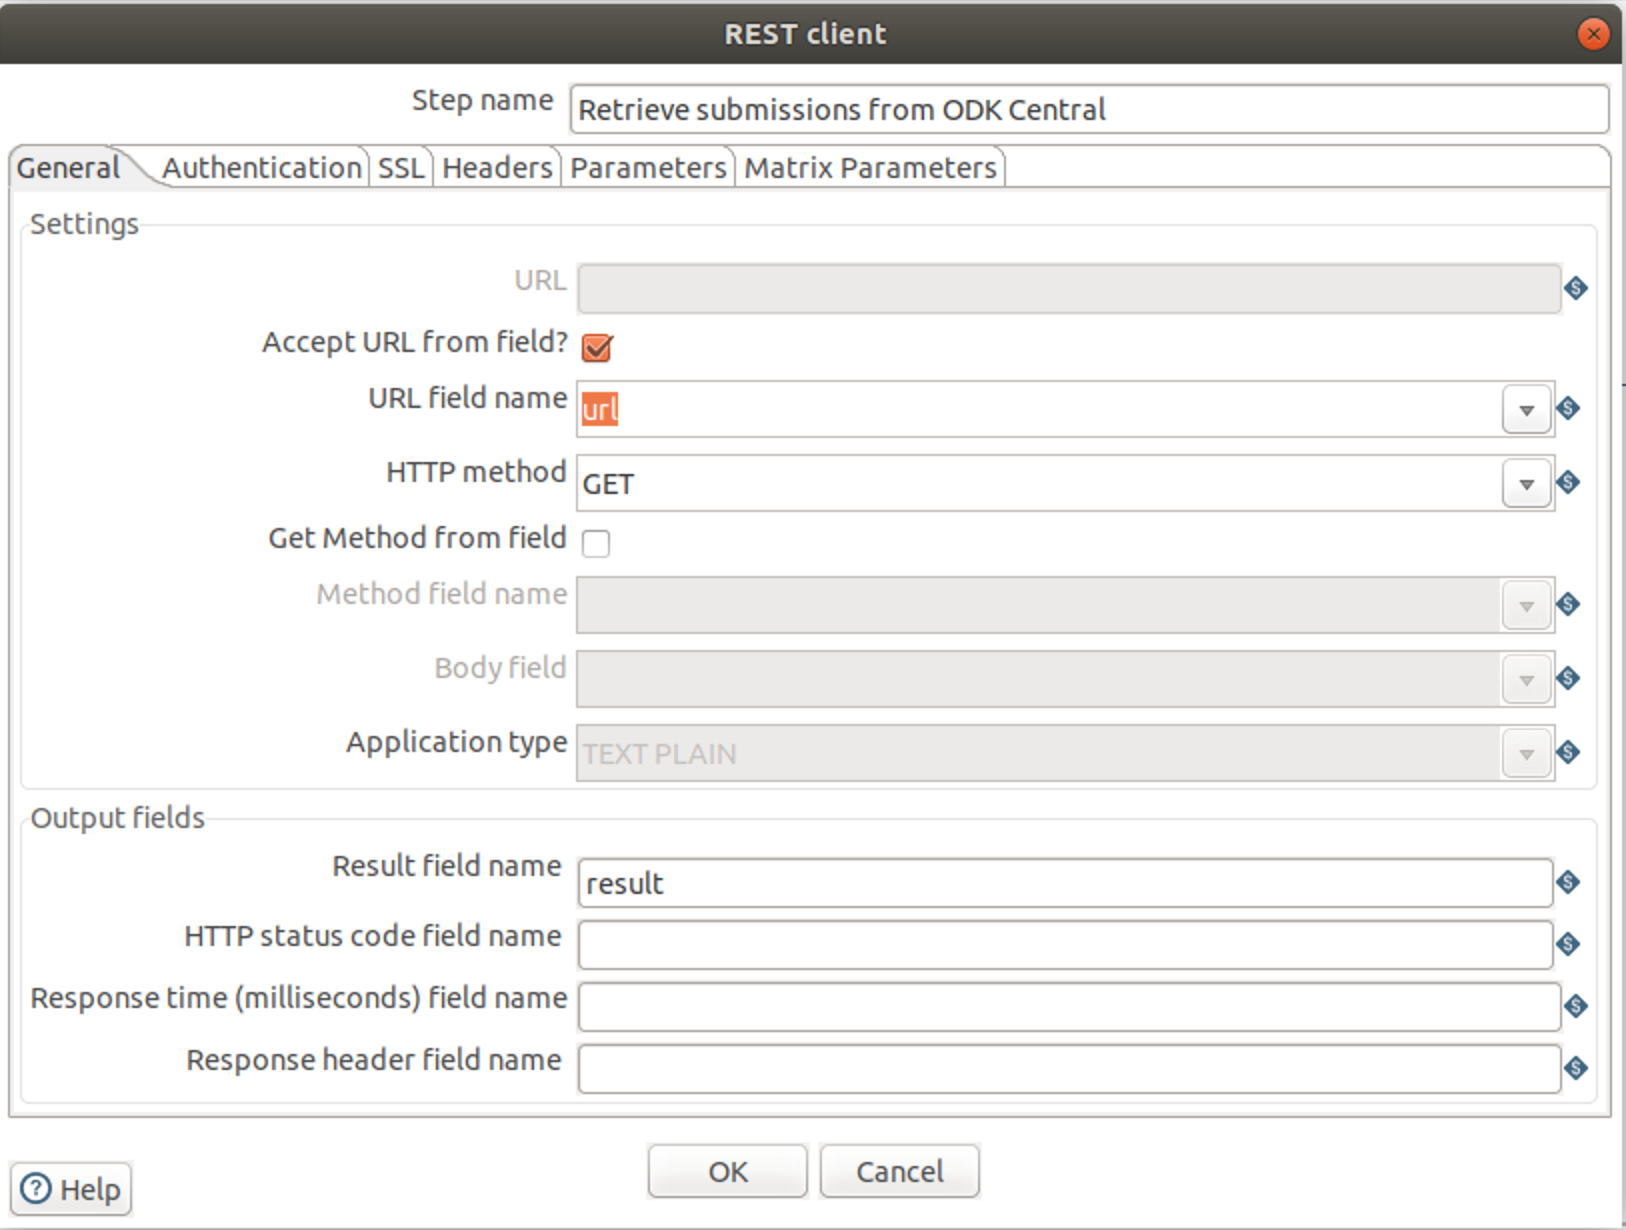 REST client
Step name Retrieve submissions from ODK Central
General Authentication SSL Headers Parameters Matrix Parameters
Settings
URL
Accept URL from field?
URL field name url
HTTP method GET
Get Method from field
Method field name
Body field
Application type TEXT PLAIN
Output fields
Result field name result
HTTP status code field name
Response time (milliseconds) field name
Response header field name
OK Cancel
Help